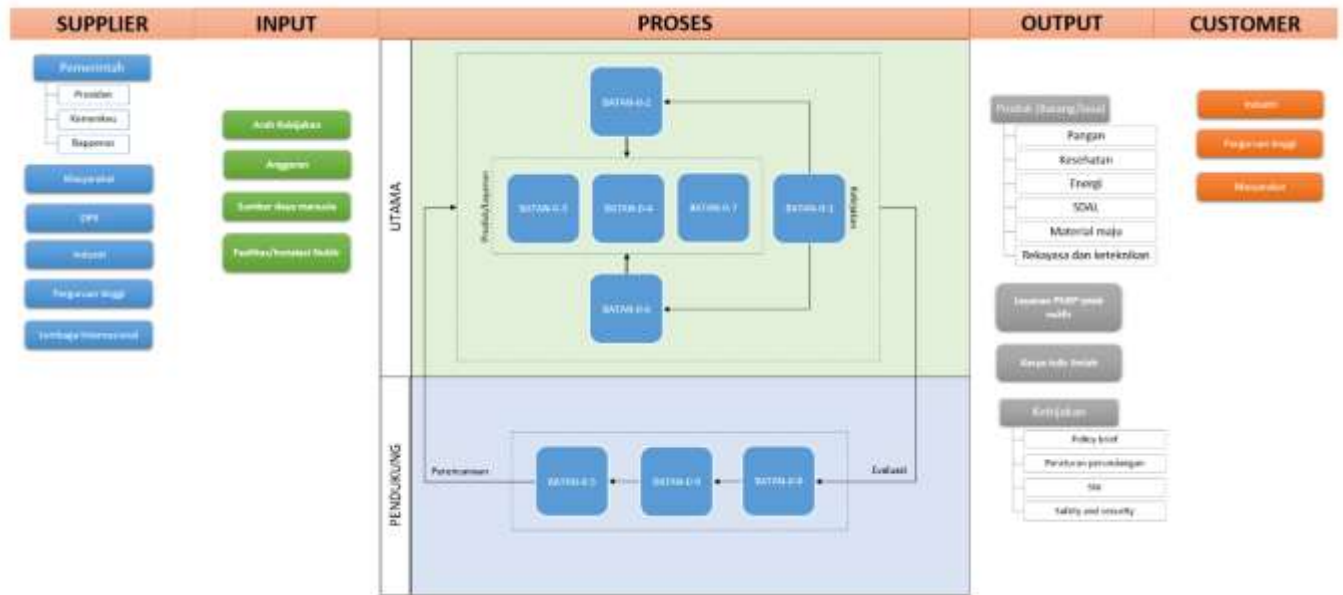 SUPPLIER
INPUT
PROSES
OUTPUT
CUSTOMER
Pemerintah
Presiden
Kemenkeu
Bappenas
Masyarakat
DPR
Industri
Perguruan tinggi
Lembaga Internasional
Arah Kebijakan
Anggaran
Sumber daya manusia
Fasilitas/Instalasi Nuklir
UTAMA
BATAN-D-2
Produk/Layanan
BATAN-D-3
BATAN-D-4
BATAN-D-7
BATAN-D-1
Kebijakan
BATAN-D-6
PENDUKUNG
Perencanaan
BATAN-D-5
BATAN-D-9
BATAN-D-8
Evaluasi
Produk (Barang/Jasa)
Pangan
Kesehatan
Energi
SDAL
Material maju
Rekayasa dan keteknikan
Layanan
nuklir
Karya tulis ilmiah
Kebijakan
Policy brief
Peraturan perundangan
SNI
Safety and security
Industri
Perguruan tinggi
Masyarakat